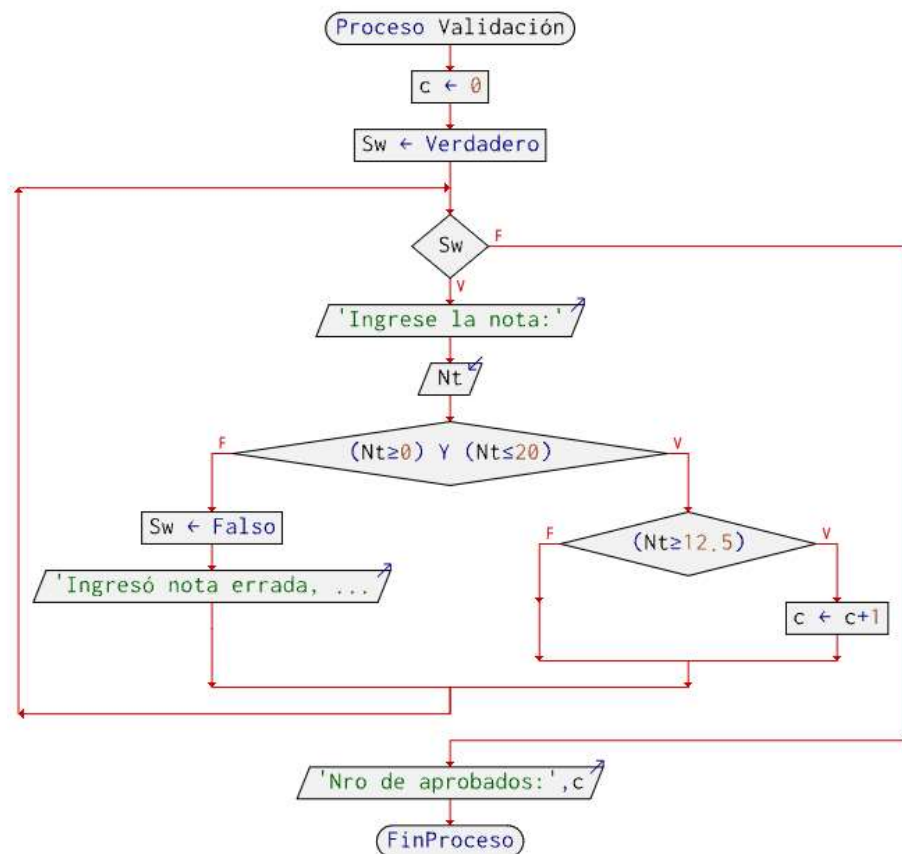 Proceso Validación
c ← 0
Sw ← Verdadero
Sw
F
V
'Ingrese la nota:'
Nt
F
(Nt≥0) Y (Nt≤20)
V
Sw ← Falso
'Ingresó nota errada, ...
F
(Nt≥12.5)
V
c ← c+1
'Nro de aprobados:',c
FinProceso